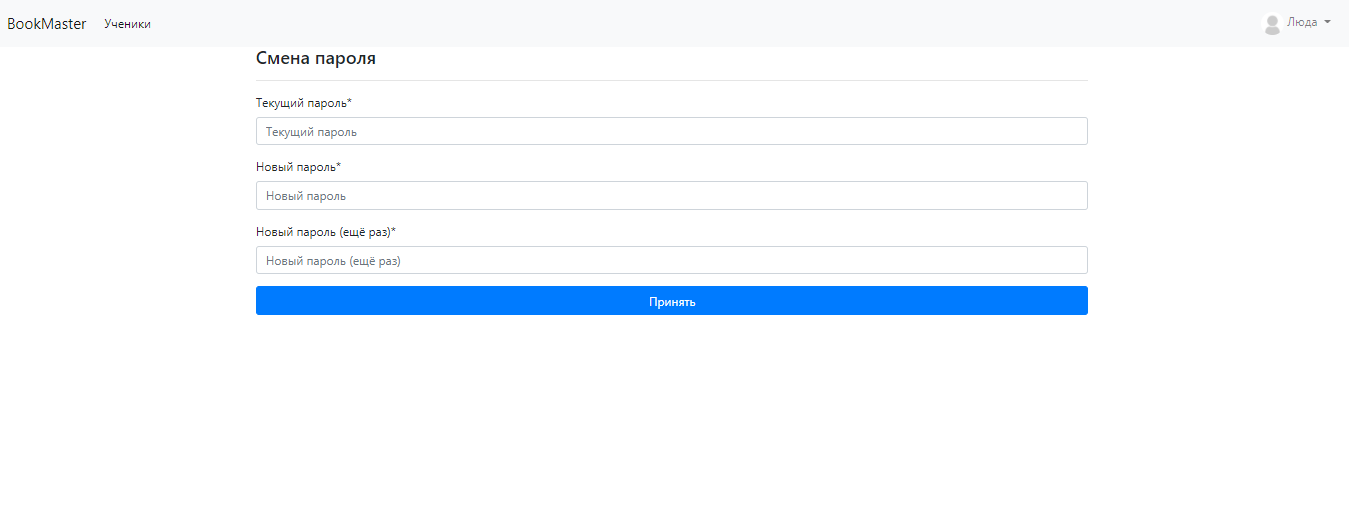 BookMaster Ученики Люда
Смена пароля
Текущий пароль*
Текущий пароль
Новый пароль*
Новый пароль
Новый пароль (ещё раз)*
Новый пароль (ещё раз)
Принять